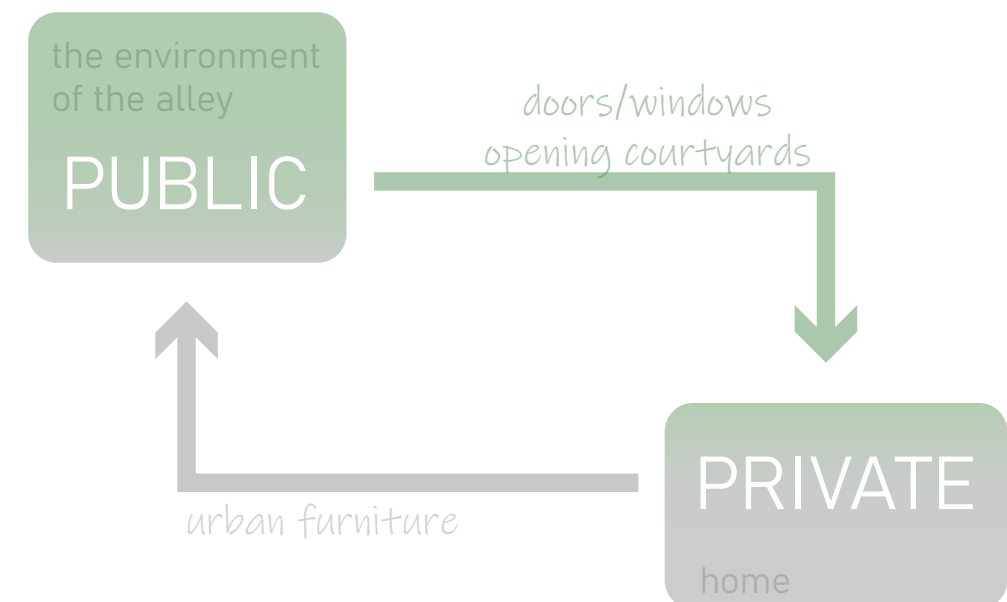 the environment
of the alley
PUBLIC
doors/windows
opening courtyards
urban furniture
PRIVATE
home